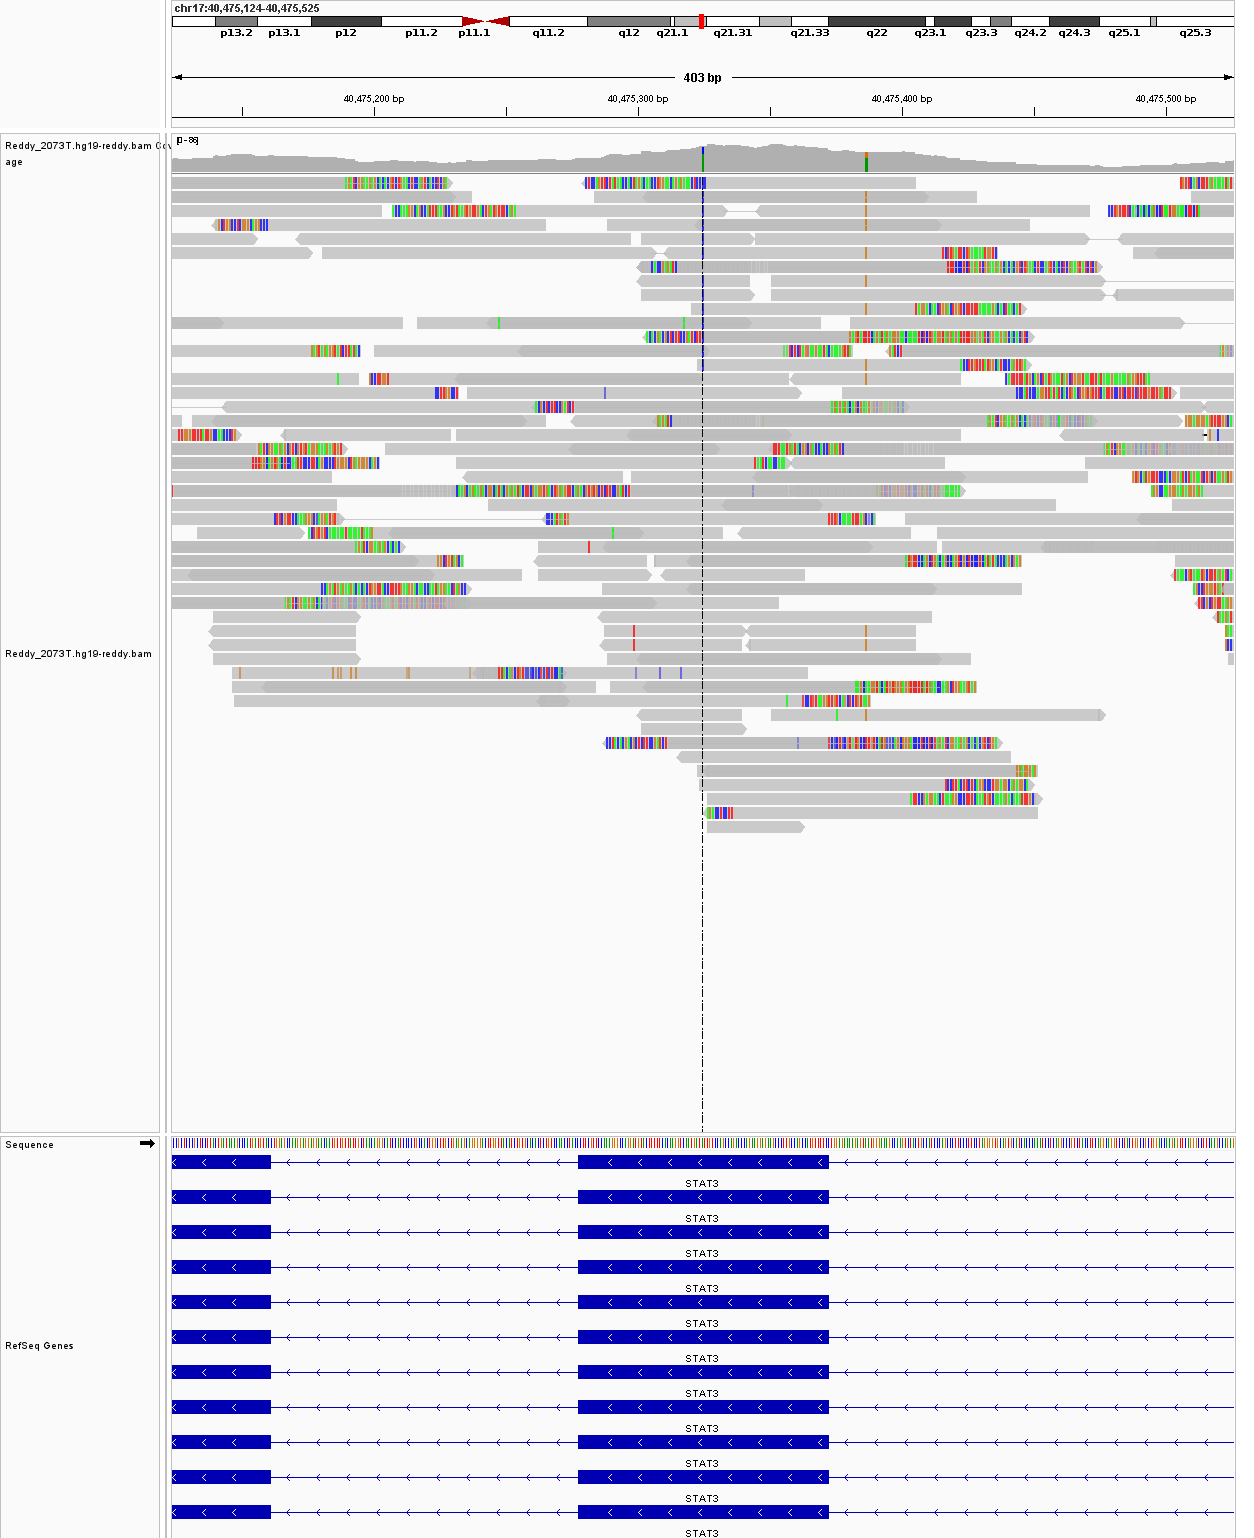 chr17:40,475,124-40,475,525
p13.2 p13.1 p12 p11.2 p11.1 q11.2 q12 q21.1 q21.31 q21.33 q22 q23.1 q23.3 q24.2 q24.3 q25.1 q25.3
403 bp
40,475,200 bp 40,475,300 bp 40,475,400 bp 40,475,500 bp
[0 - 86]
Reddy_2073T.hg19-reddy.bam Cov
age
Reddy_2073T.hg19-reddy.bam
Sequence
STAT3
STAT3
STAT3
STAT3
STAT3
RefSeq Genes
STAT3
STAT3
STAT3
STAT3
STAT3
STAT3